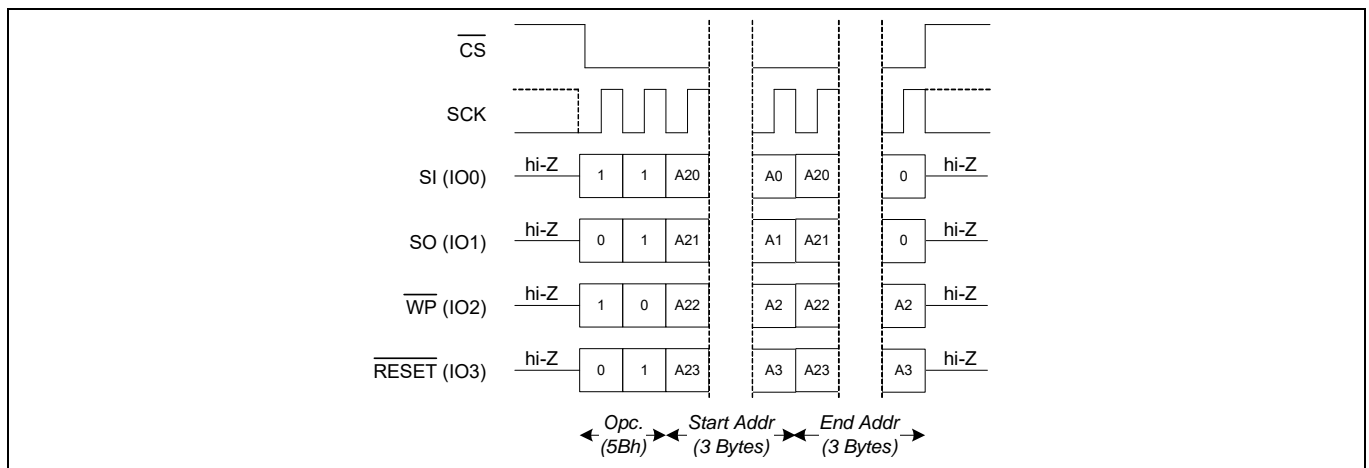 CS
SCK
SI (IO0) hi-Z 1 1 A20 A0 A20 0 hi-Z
SO (IO1) hi-Z 0 1 A21 A1 A21 0 hi-Z
WP (IO2) hi-Z 1 0 A22 A2 A22 A2 hi-Z
RESET (IO3) hi-Z 0 1 A23 A3 A23 A3 hi-Z
Opc. Start Addr End Addr
(5Bh) (3 Bytes) (3 Bytes)